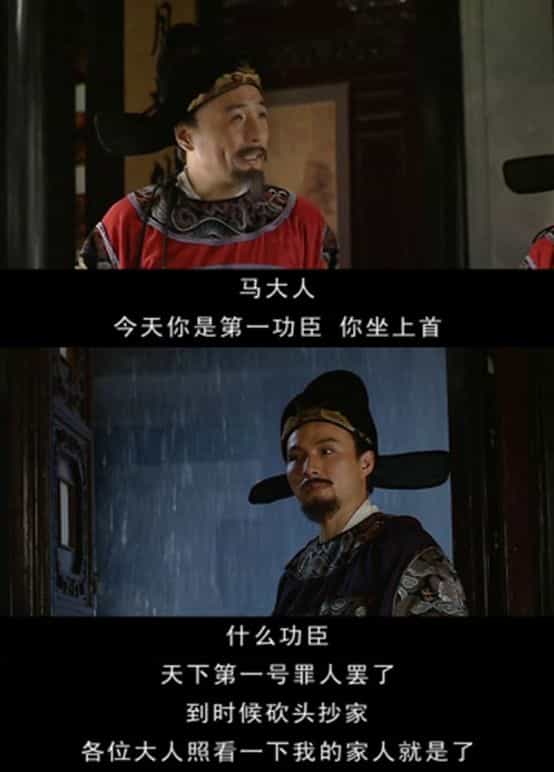 马大人
今天你是第一功臣 你坐上首
什么功臣
天下第一号罪人罢了
到时候砍头抄家
各位大人照看一下我的家人就是了